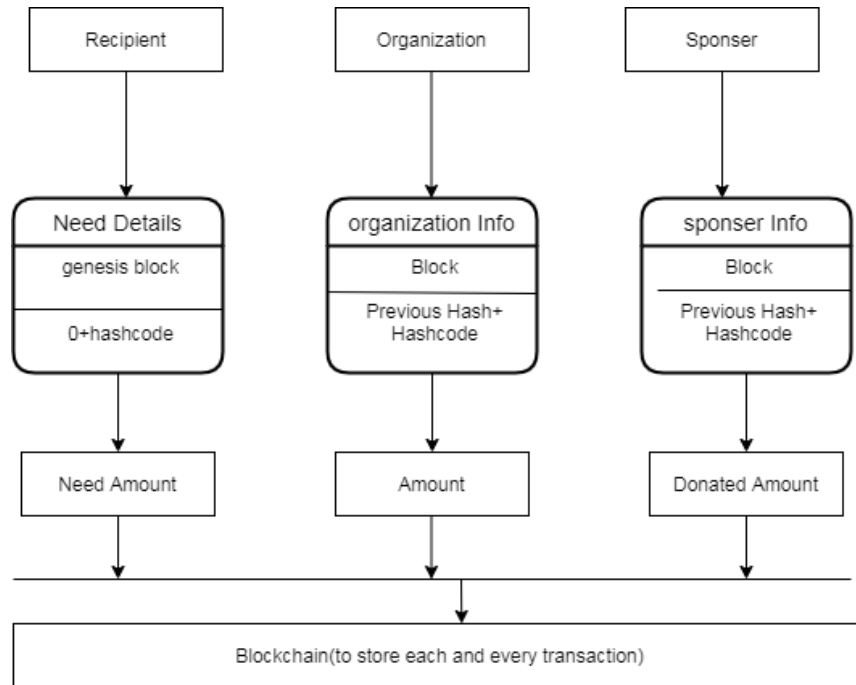 Recipient
Organization
Sponser
Need Details
genesis block
0+hashcode
organization Info
Block
Previous Hash+
Hashcode
sponser Info
Block
Previous Hash+
Hashcode
Need Amount
Amount
Donated Amount
Blockchain(to store each and every transaction)